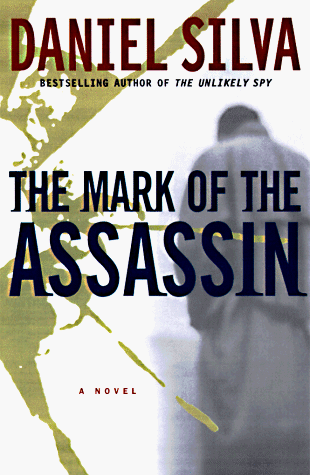 DANIEL SILVA
BESTSELLING AUTHOR OF THE UNLIKELY SPY
THE MARK OF THE
ASSASSIN
A NOVEL